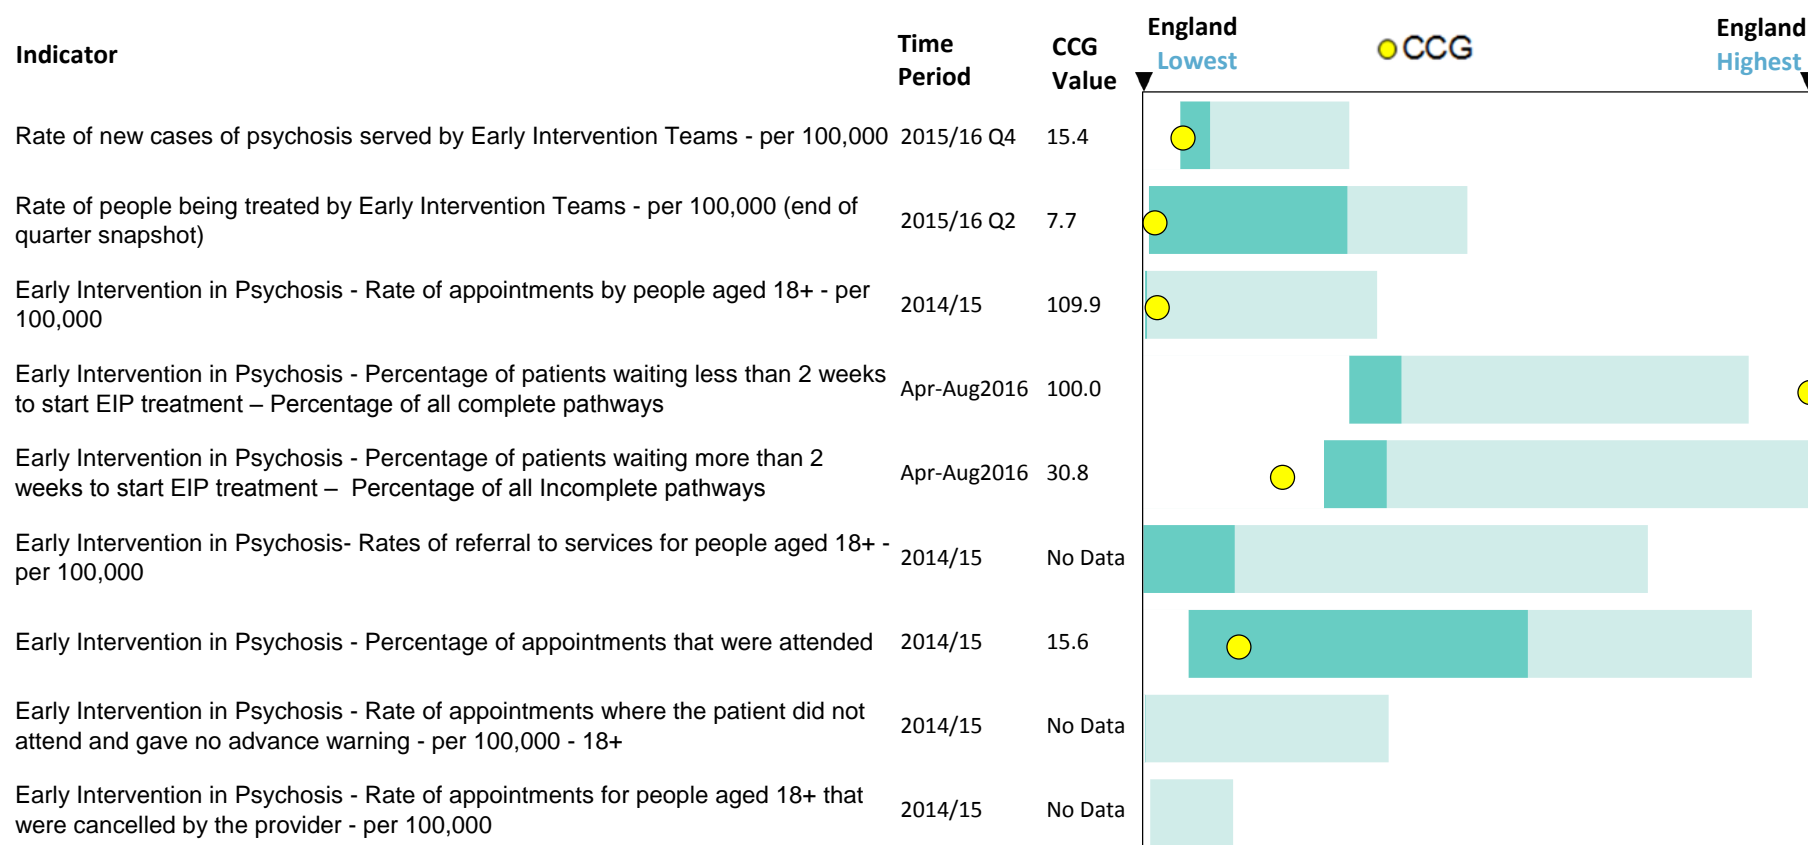 Indicator
Time
Period
CCG
Value
England
Lowest
CCG
England
Highest
Rate of new cases of psychosis served by Early Intervention Teams - per 100,000 2015/16 Q4 15.4
Rate of people being treated by Early Intervention Teams - per 100,000 (end of
quarter snapshot)
2015/16 Q2 7.7
Early Intervention in Psychosis - Rate of appointments by people aged 18+ - per
100,000
2014/15 109.9
Early Intervention in Psychosis - Percentage of patients waiting less than 2 weeks
to start EIP treatment – Percentage of all complete pathways
Apr-Aug2016 100.0
Early Intervention in Psychosis - Percentage of patients waiting more than 2
weeks to start EIP treatment – Percentage of all Incomplete pathways
Apr-Aug2016 30.8
Early Intervention in Psychosis- Rates of referral to services for people aged 18+ -
per 100,000
2014/15 No Data
Early Intervention in Psychosis - Percentage of appointments that were attended 2014/15 15.6
Early Intervention in Psychosis - Rate of appointments where the patient did not
attend and gave no advance warning - per 100,000 - 18+
2014/15 No Data
Early Intervention in Psychosis - Rate of appointments for people aged 18+ that
were cancelled by the provider - per 100,000
2014/15 No Data